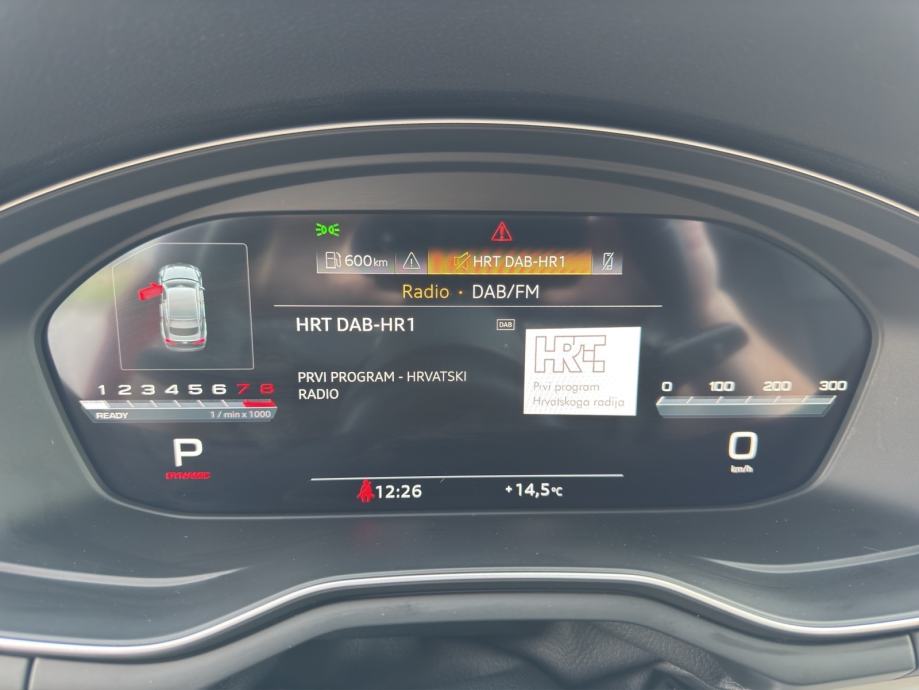 600km
HRT DAB-HR1
Radio · DAB/FM
HRT DAB-HR1
DAB
HRT
PRVI PROGRAM - HRVATSKI
RADIO
Prvi program
Hrvatskoga radija
1 2 3 4 5 6 7 8
READY
1 / min x 1000
0 100 200 300
P
DYNAMIC
0
km/h
12:26
+14,5°C